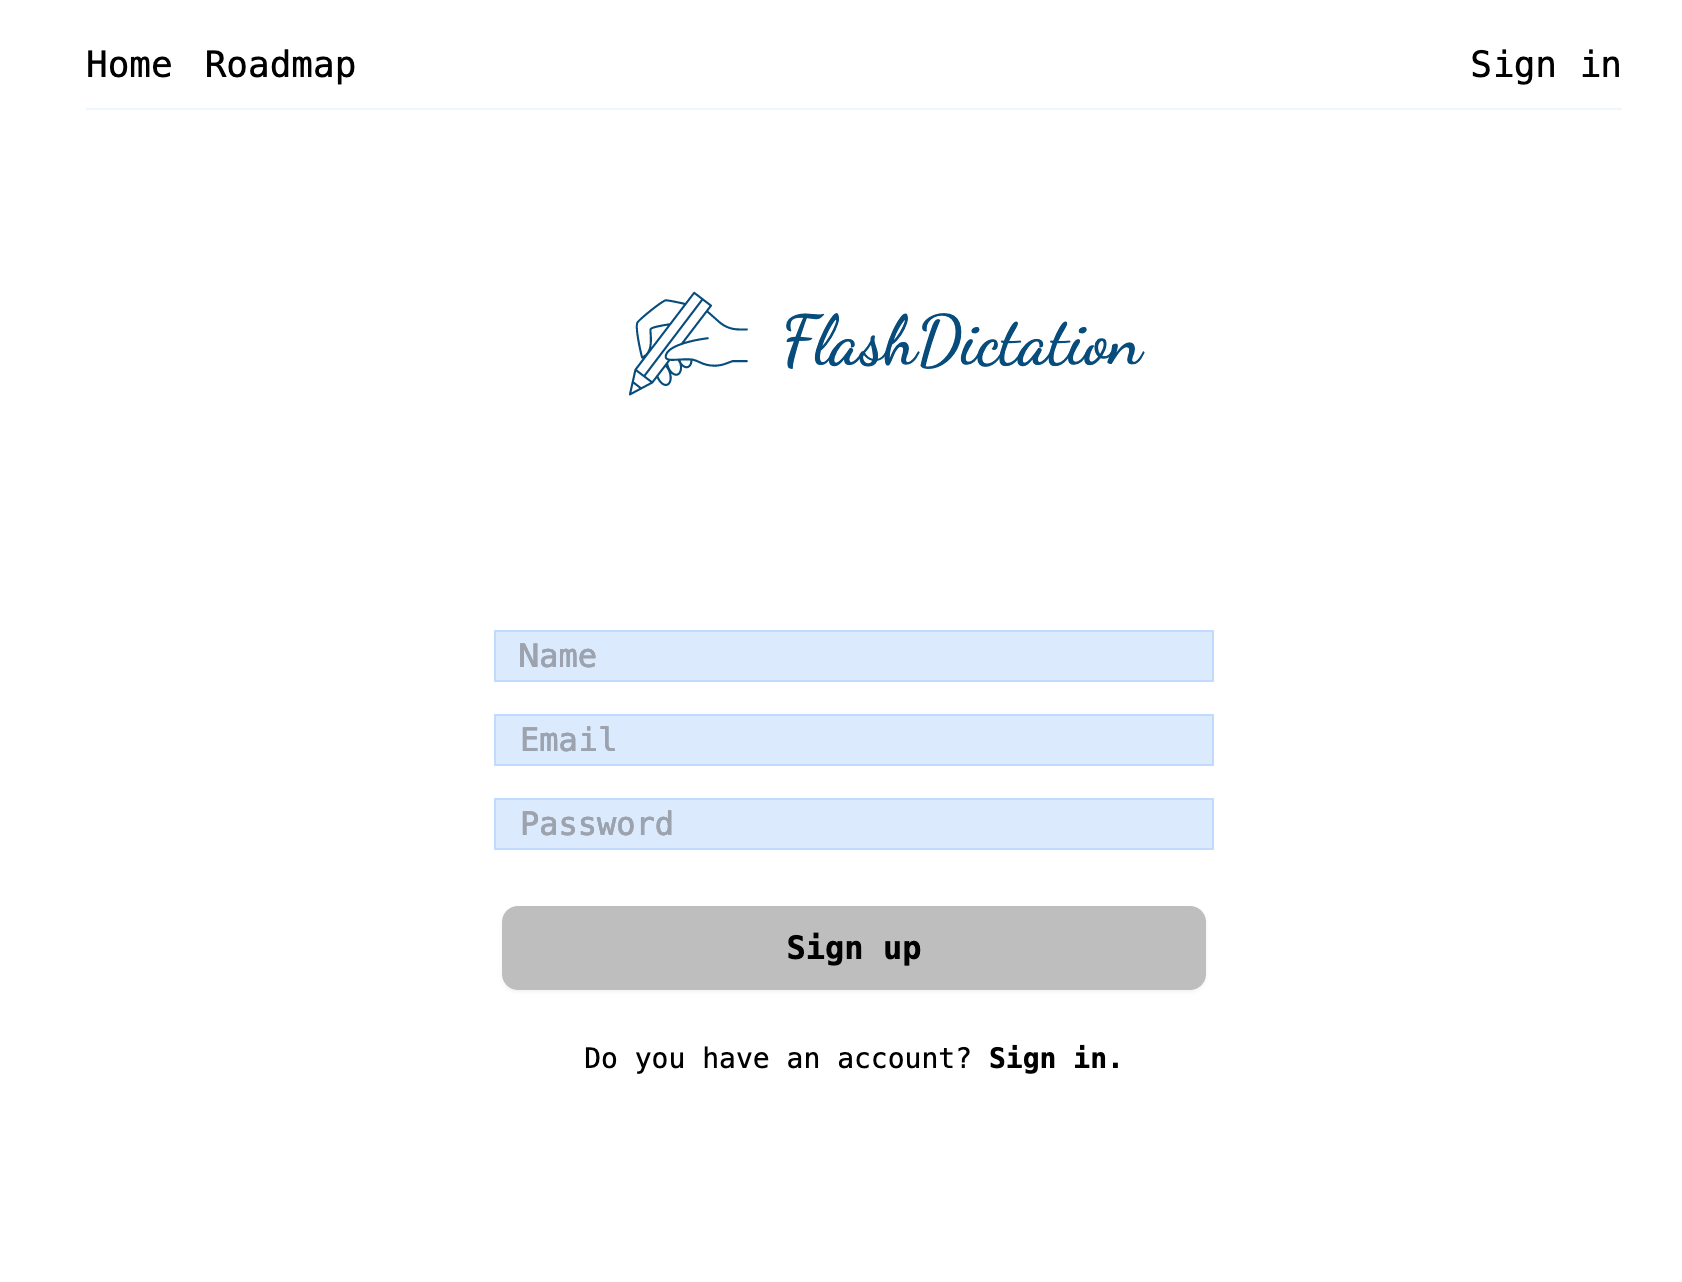 Home Roadmap Sign in
FlashDictation
Name
Email
Password
Sign up
Do you have an account? Sign in.